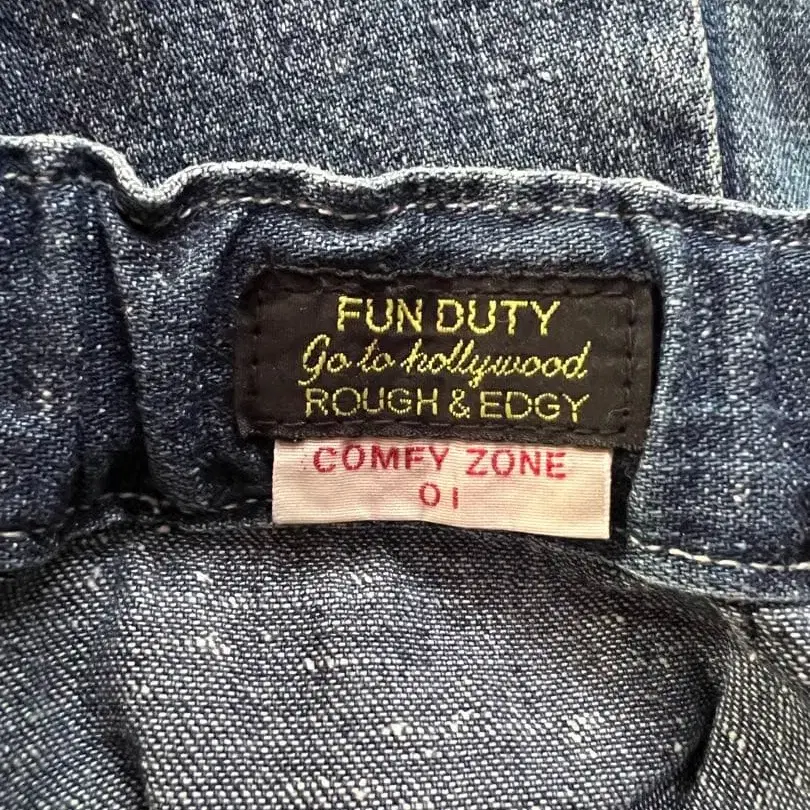 FUN DUTY
Go to hollywood
ROUGH & EDGY
COMFY ZONE
01